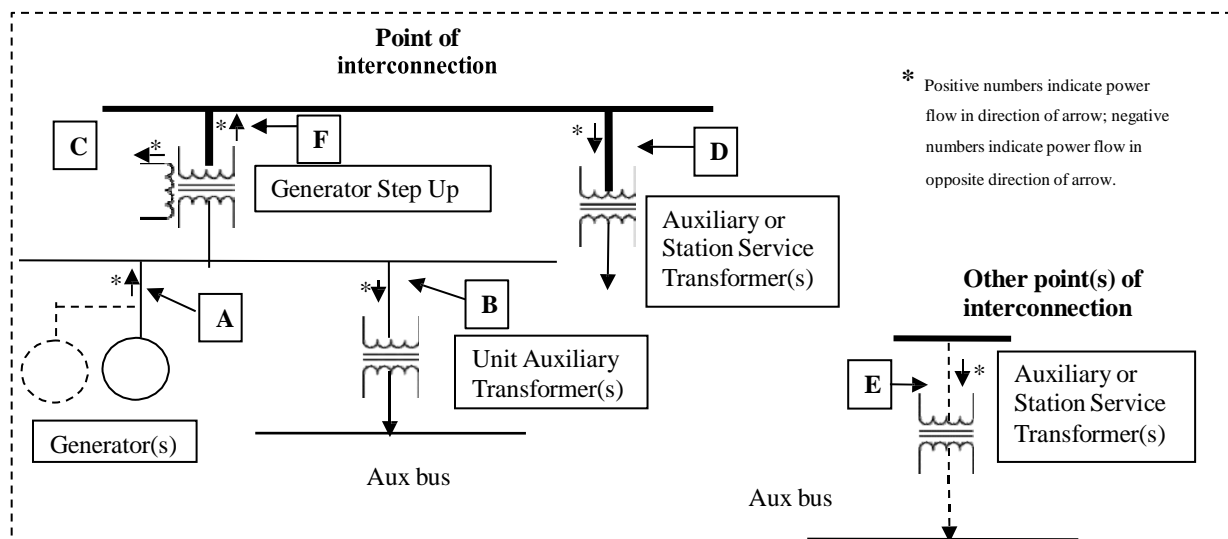 Point of
interconnection
* Positive numbers indicate power
flow in direction of arrow; negative
numbers indicate power flow in
opposite direction of arrow.
C
*
*
F
*
D
Generator Step Up
Auxiliary or
Station Service
Transformer(s)
*
A
*
B
Unit Auxiliary
Transformer(s)
Generator(s)
Aux bus
Other point(s) of
interconnection
E
*
Auxiliary or
Station Service
Transformer(s)
Aux bus